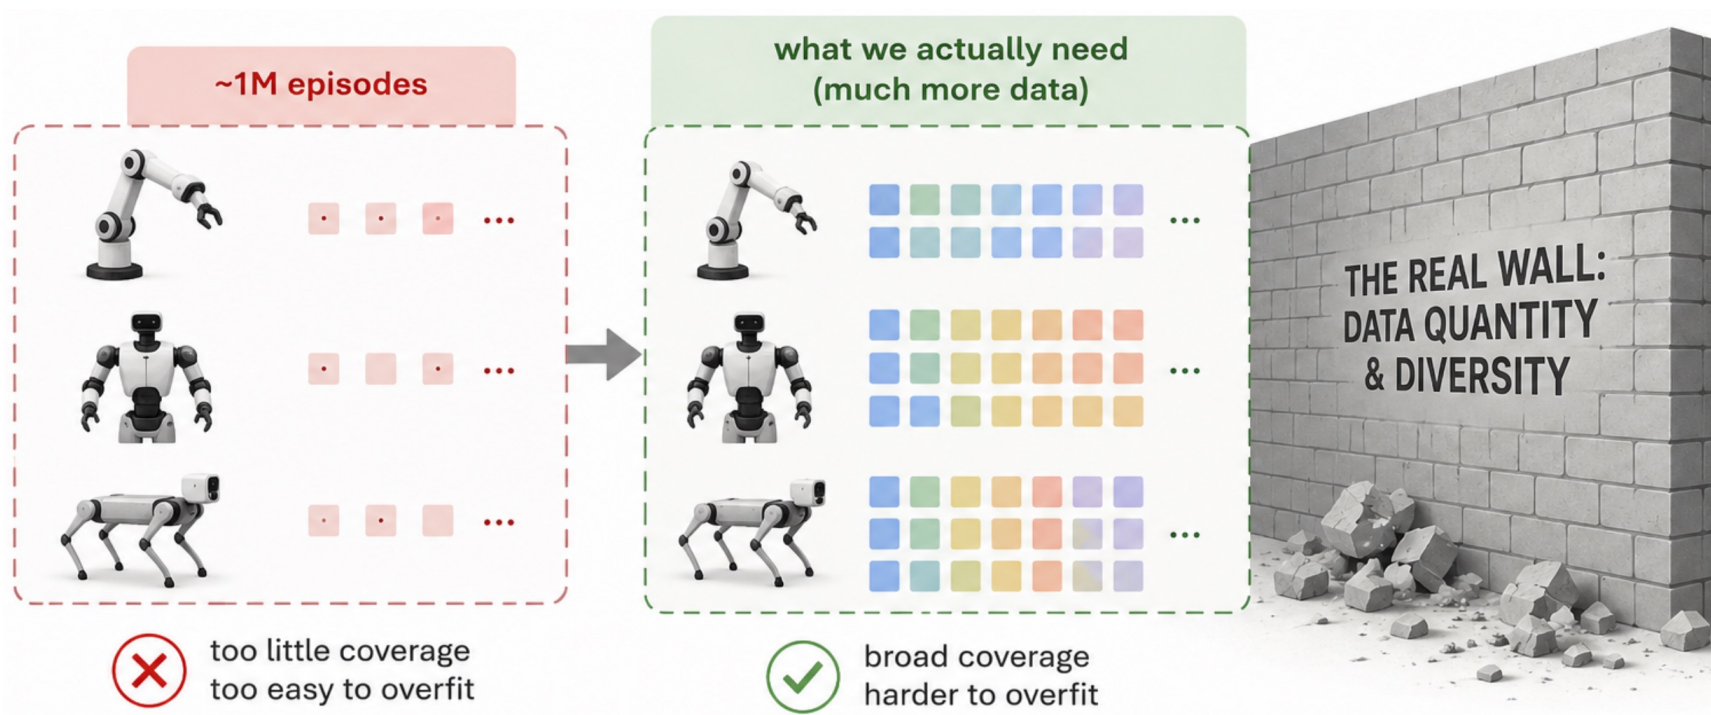 ~1M episodes
what we actually need
(much more data)
THE REAL WALL:
DATA QUANTITY
& DIVERSITY
too little coverage
too easy to overfit
broad coverage
harder to overfit